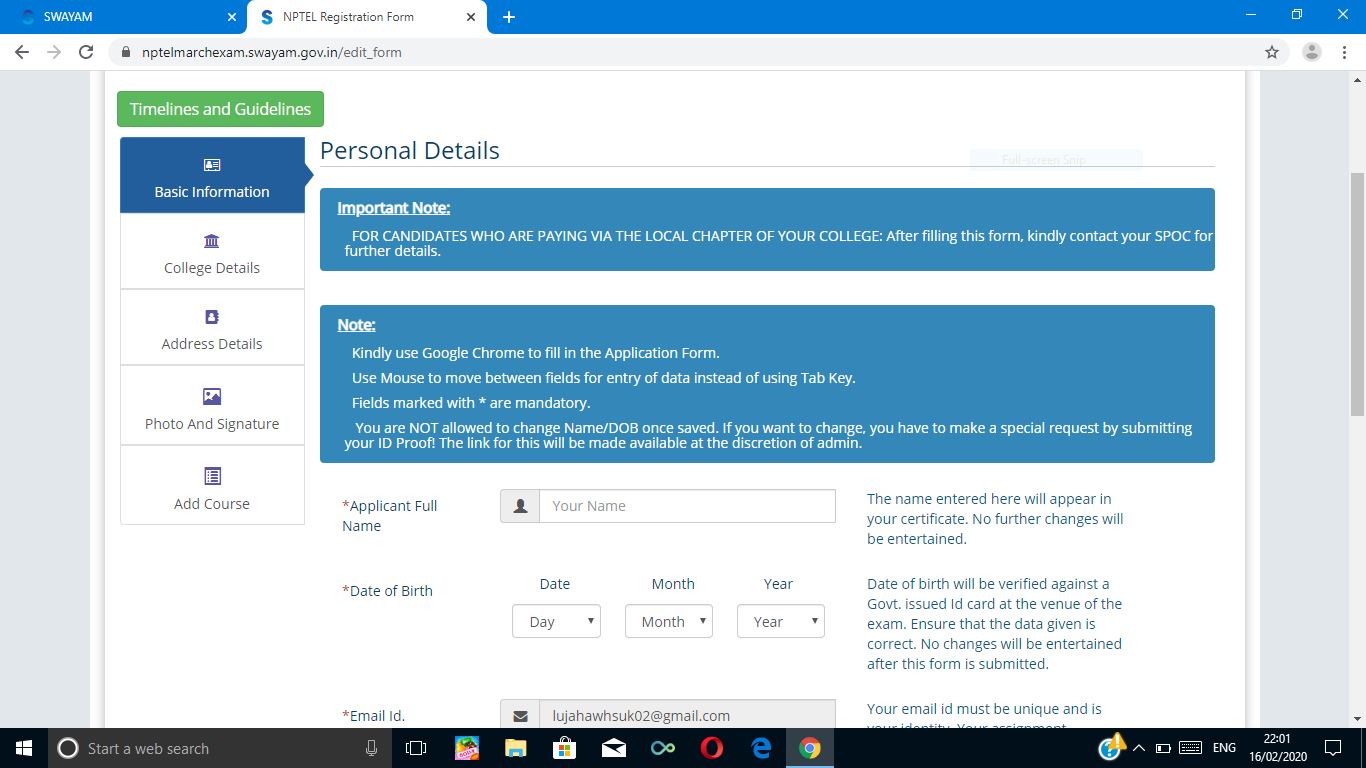 SWAYAM
NPTEL Registration Form
nptelmarchexam.swayam.gov.in/edit_form
Timelines and Guidelines
Basic Information
College Details
Address Details
Photo And Signature
Add Course
Personal Details
Full-screen Snip
Important Note:
FOR CANDIDATES WHO ARE PAYING VIA THE LOCAL CHAPTER OF YOUR COLLEGE: After filling this form, kindly contact your SPOC for
further details.
Note:
Kindly use Google Chrome to fill in the Application Form.
Use Mouse to move between fields for entry of data instead of using Tab Key.
Fields marked with * are mandatory.
You are NOT allowed to change Name/DOB once saved. If you want to change, you have to make a special request by submitting
your ID Proof! The link for this will be made available at the discretion of admin.
*Applicant Full
Name
Your Name
The name entered here will appear in
your certificate. No further changes will
be entertained.
*Date of Birth
Date Month Year
Day Month Year
Date of birth will be verified against a
Govt. issued Id card at the venue of the
exam. Ensure that the data given is
correct. No changes will be entertained
after this form is submitted.
*Email Id.
lujahawhsuk02@gmail.com
Your email id must be unique and is
your identity. Your assignment
Start a web search
ENG
22:01
16/02/2020